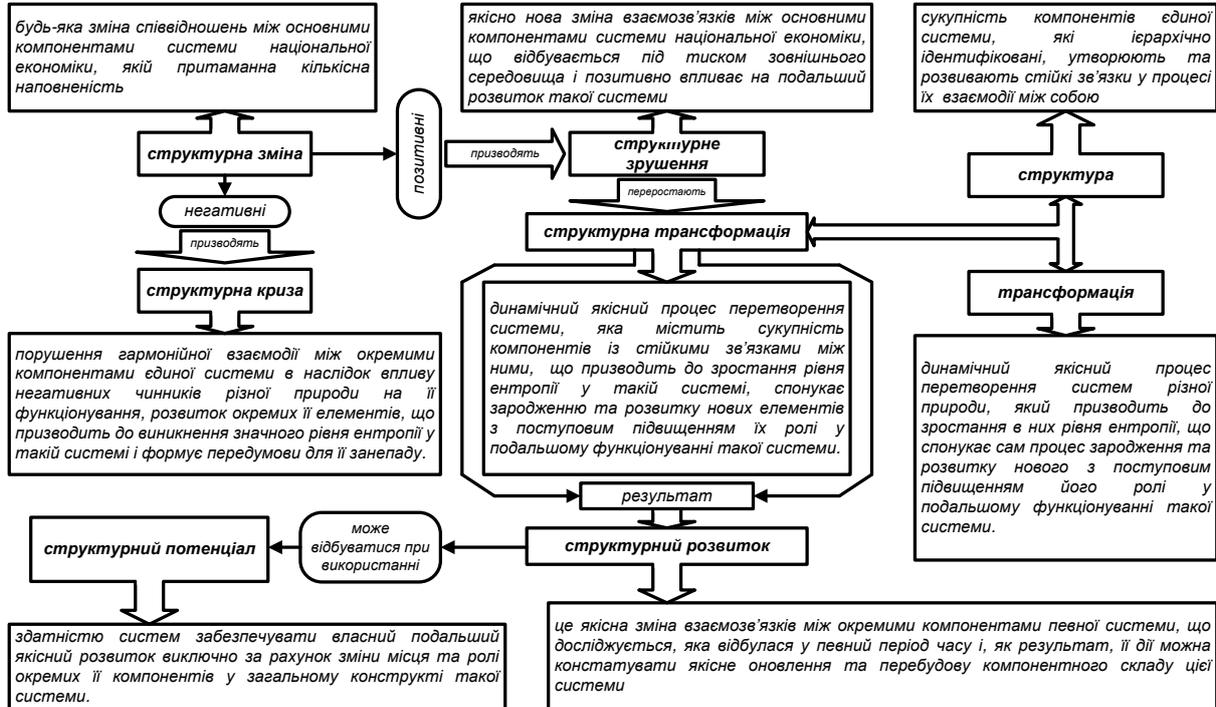 будь-яка зміна співвідношень між основними
компонентами системи національної
економіки, якій притаманна кількісна
наповненість
якісно нова зміна взаємозв'язків між основними
компонентами системи національної економіки,
що відбувається під тиском зовнішнього
середовища і позитивно впливає на подальший
розвиток такої системи
сукупність компонентів єдиної
системи, які ієрархічно
ідентифіковані, утворюють та
розвивають стійкі зв'язки у процесі
їх взаємодії між собою
структурна зміна
позитивні
призводять
структурне
зрушення
структура
негативні
переростають
призводять
структурна трансформація
структурна криза
трансформація
порушення гармонійної взаємодії між окремими
компонентами єдиної системи в наслідок впливу
негативних чинників різної природи на її
функціонування, розвиток окремих її елементів, що
призводить до виникнення значного рівня ентропії у
такій системі і формує передумови для її занепаду.
динамічний якісний процес перетворення
системи, яка містить сукупність
компонентів із стійкими зв'язками між
ними, що призводить до зростання рівня
ентропії у такій системі, спонукає
зародженню та розвитку нових елементів
з поступовим підвищенням їх ролі у
подальшому функціонуванні такої системи.
динамічний якісний процес
перетворення систем різної
природи, який призводить до
зростання в них рівня ентропії, що
спонукає сам процес зародження та
розвитку нового з поступовим
підвищенням його ролі у
подальшому функціонуванні такої
системи.
результат
структурний потенціал
може
відбуватися при
використанні
структурний розвиток
здатністю систем забезпечувати власний подальший
якісний розвиток виключно за рахунок зміни місця та ролі
окремих її компонентів у загальному конструкті такої
системи.
це якісна зміна взаємозв'язків між окремими компонентами певної системи, що
досліджується, яка відбулася у певний період часу і, як результат, її дії можна
констатувати якісне оновлення та перебудову компонентного складу цієї
системи